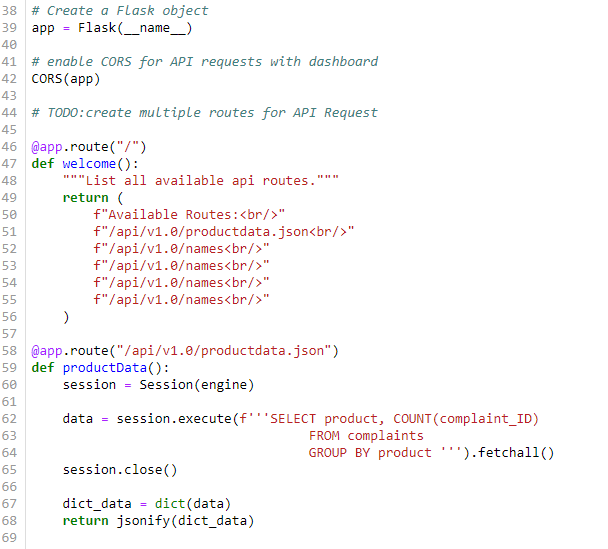 38 # Create a Flask object
39 app = Flask(__name__)
40
41 # enable CORS for API requests with dashboard
42 CORS(app)
43
44 # TODO:create multiple routes for API Request
45
46 @app.route("/")
47 def welcome():
48     """List all available api routes."""
49     return (
50         f"Available Routes:<br/>"
51         f"/api/v1.0/productdata.json<br/>"
52         f"/api/v1.0/names<br/>"
53         f"/api/v1.0/names<br/>"
54         f"/api/v1.0/names<br/>"
55         f"/api/v1.0/names<br/>"
56     )
57
58 @app.route("/api/v1.0/productdata.json")
59 def productData():
60     session = Session(engine)
61
62     data = session.execute(f'''SELECT product, COUNT(complaint_ID)
63                                     FROM complaints
64                                     GROUP BY product ''').fetchall()
65     session.close()
66
67     dict_data = dict(data)
68     return jsonify(dict_data)
69